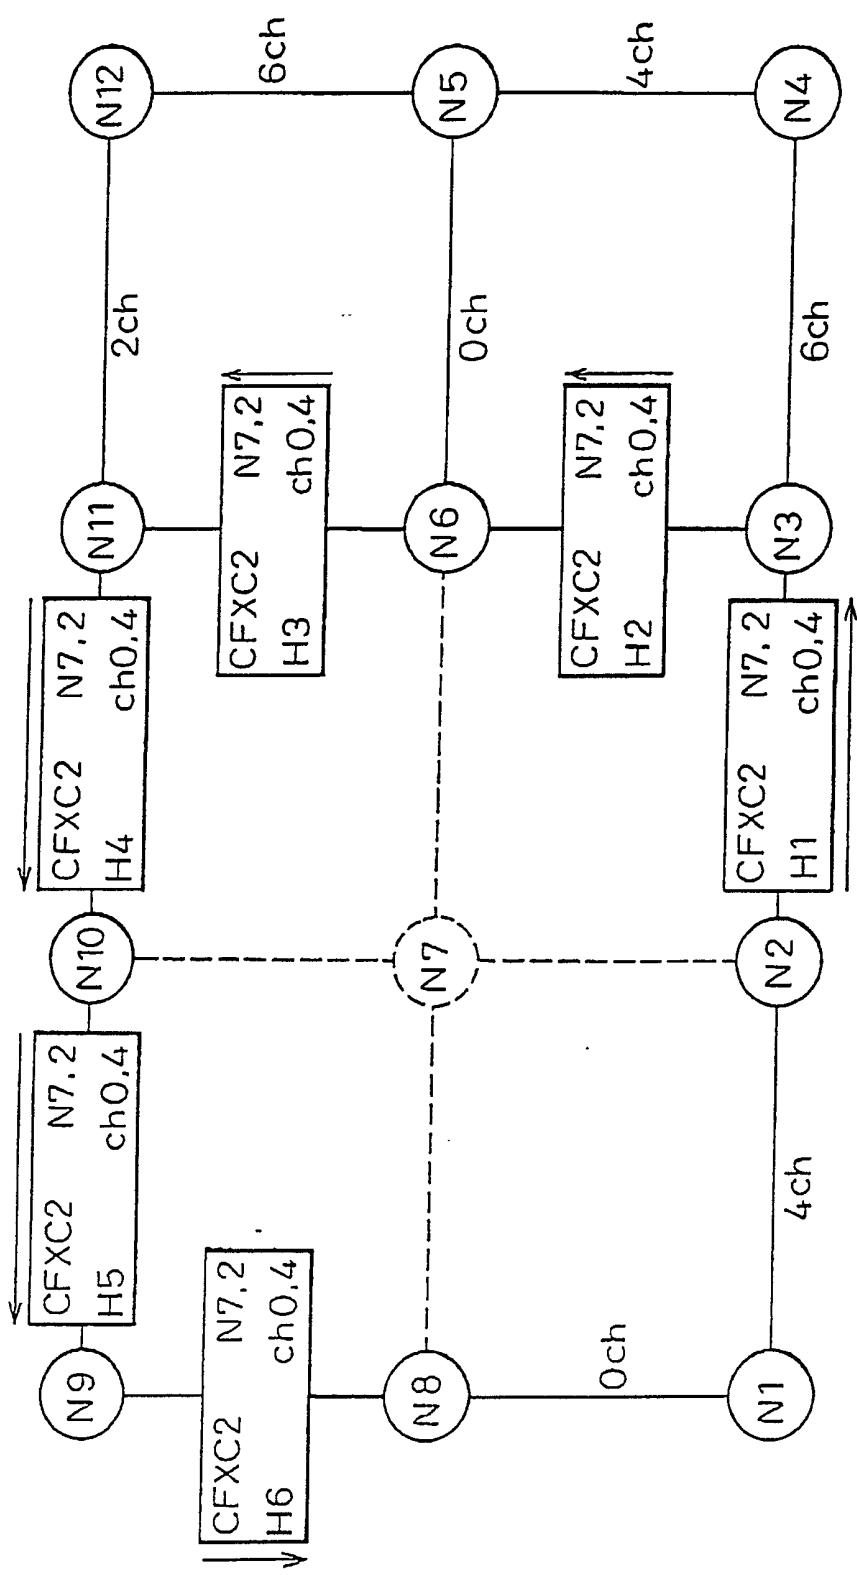 N9
CFXC2 N7,2
H5 ch0,4
N10
CFXC2 N7,2
H4 ch0,4
N11
2ch
N12
CFXC2 N7,2
H6 ch0,4
CFXC2 N7,2
H3 ch0,4
6ch
N8
N7
N6
0ch
N5
0ch
CFXC2 N7,2
H2 ch0,4
4ch
N1
4ch
N2
CFXC2 N7,2
H1 ch0,4
N3
6ch
N4